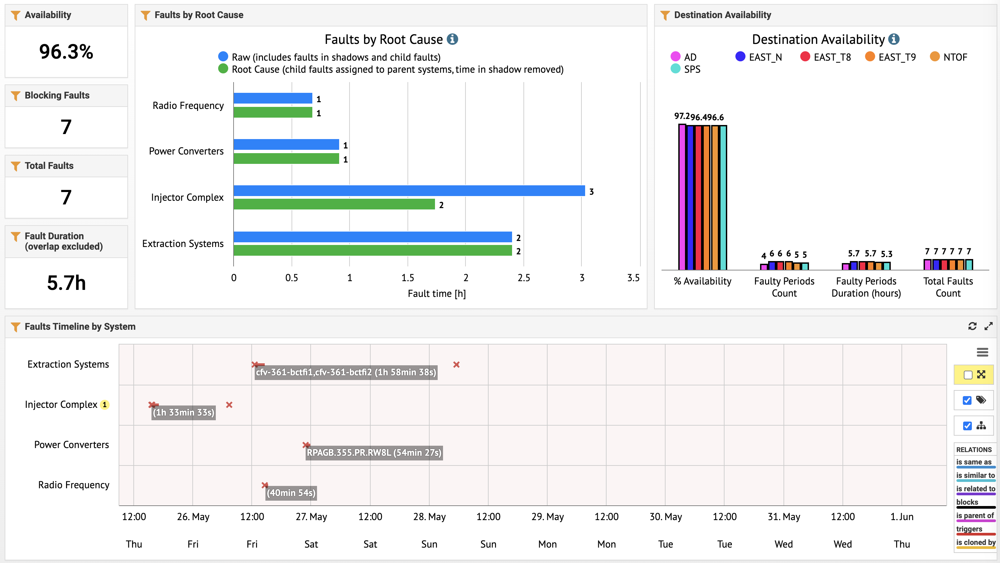 Availability
96.3%
Blocking Faults
7
Total Faults
7
Fault Duration
(overlap excluded)
5.7h
Faults by Root Cause
Faults by Root Cause
Raw (includes faults in shadows and child faults)
Root Cause (child faults assigned to parent systems, time in shadow removed)
Radio Frequency
1
1
Power Converters
1
1
Injector Complex
3
2
Extraction Systems
2
2
0 0.5 1 1.5 2 2.5 3 3.5
Fault time [h]
Destination Availability
Destination Availability
AD EAST_N EAST_T8 EAST_T9 NTOF
SPS
97.2 96.4 96.6
4 6 6 6 5 5
5.7 5.7 5.3
7 7 7 7 7 7
% Availability
Faulty Periods
Count
Faulty Periods
Duration (hours)
Total Faults
Count
Faults Timeline by System
Extraction Systems
cfv-361-bctfi1,cfv-361-bctfi2 (1h 58min 38s)
Injector Complex 1
(1h 33min 33s)
Power Converters
RPAGB.355.PR.RW8L (54min 27s)
Radio Frequency
(40min 54s)
12:00 26. May 12:00 27. May 12:00 28. May 12:00 29. May 12:00 30. May 12:00 31. May 12:00 1. Jun
Thu Fri Fri Sat Sat Sun Sun Mon Mon Tue Tue Wed Wed Thu
RELATIONS
is same as
is similar to
is related to
blocks
is parent of
triggers
is cloned by